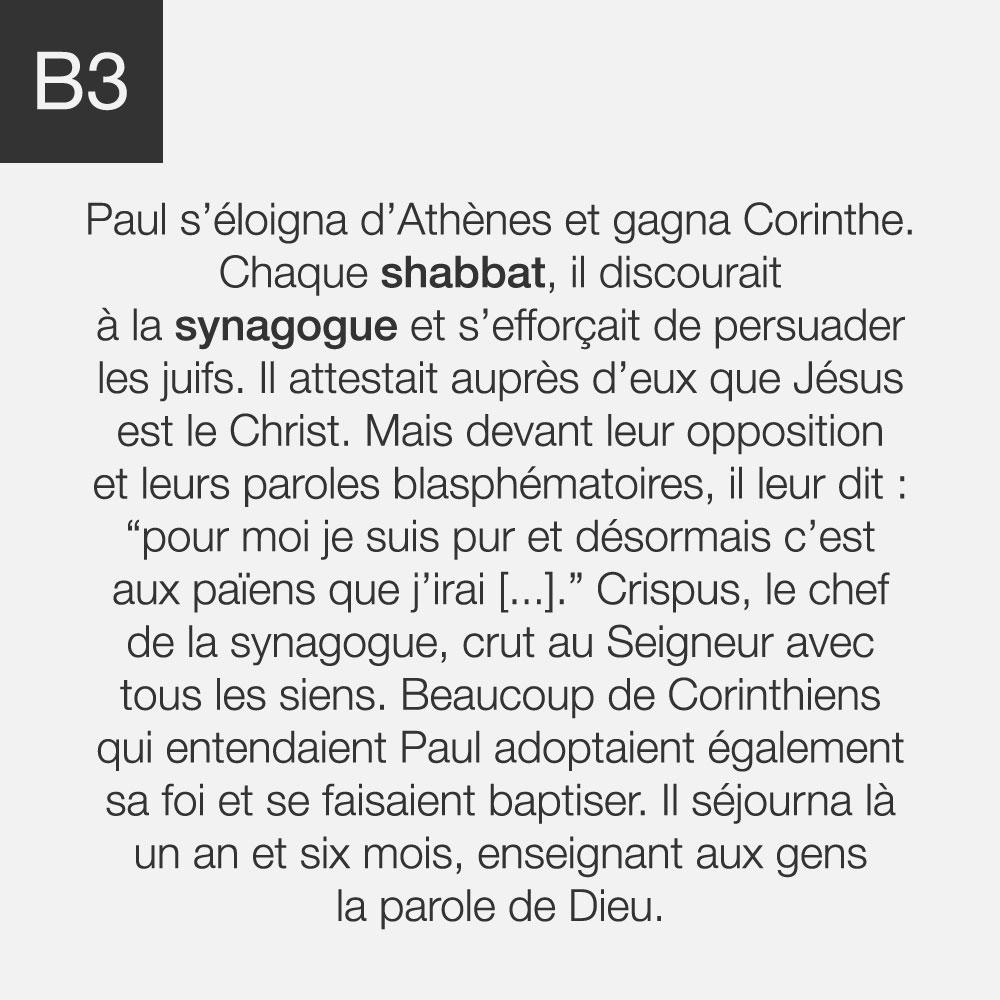 B3
Paul s’éloigna d’Athènes et gagna Corinthe.
Chaque shabbat, il discourait
à la synagogue et s’efforçait de persuader
les juifs. Il attestait auprès d’eux que Jésus
est le Christ. Mais devant leur opposition
et leurs paroles blasphématoires, il leur dit :
“pour moi je suis pur et désormais c’est
aux païens que j’irai [...].” Crispus, le chef
de la synagogue, crut au Seigneur avec
tous les siens. Beaucoup de Corinthiens
qui entendaient Paul adoptaient également
sa foi et se faisaient baptiser. Il séjourna là
un an et six mois, enseignant aux gens
la parole de Dieu.